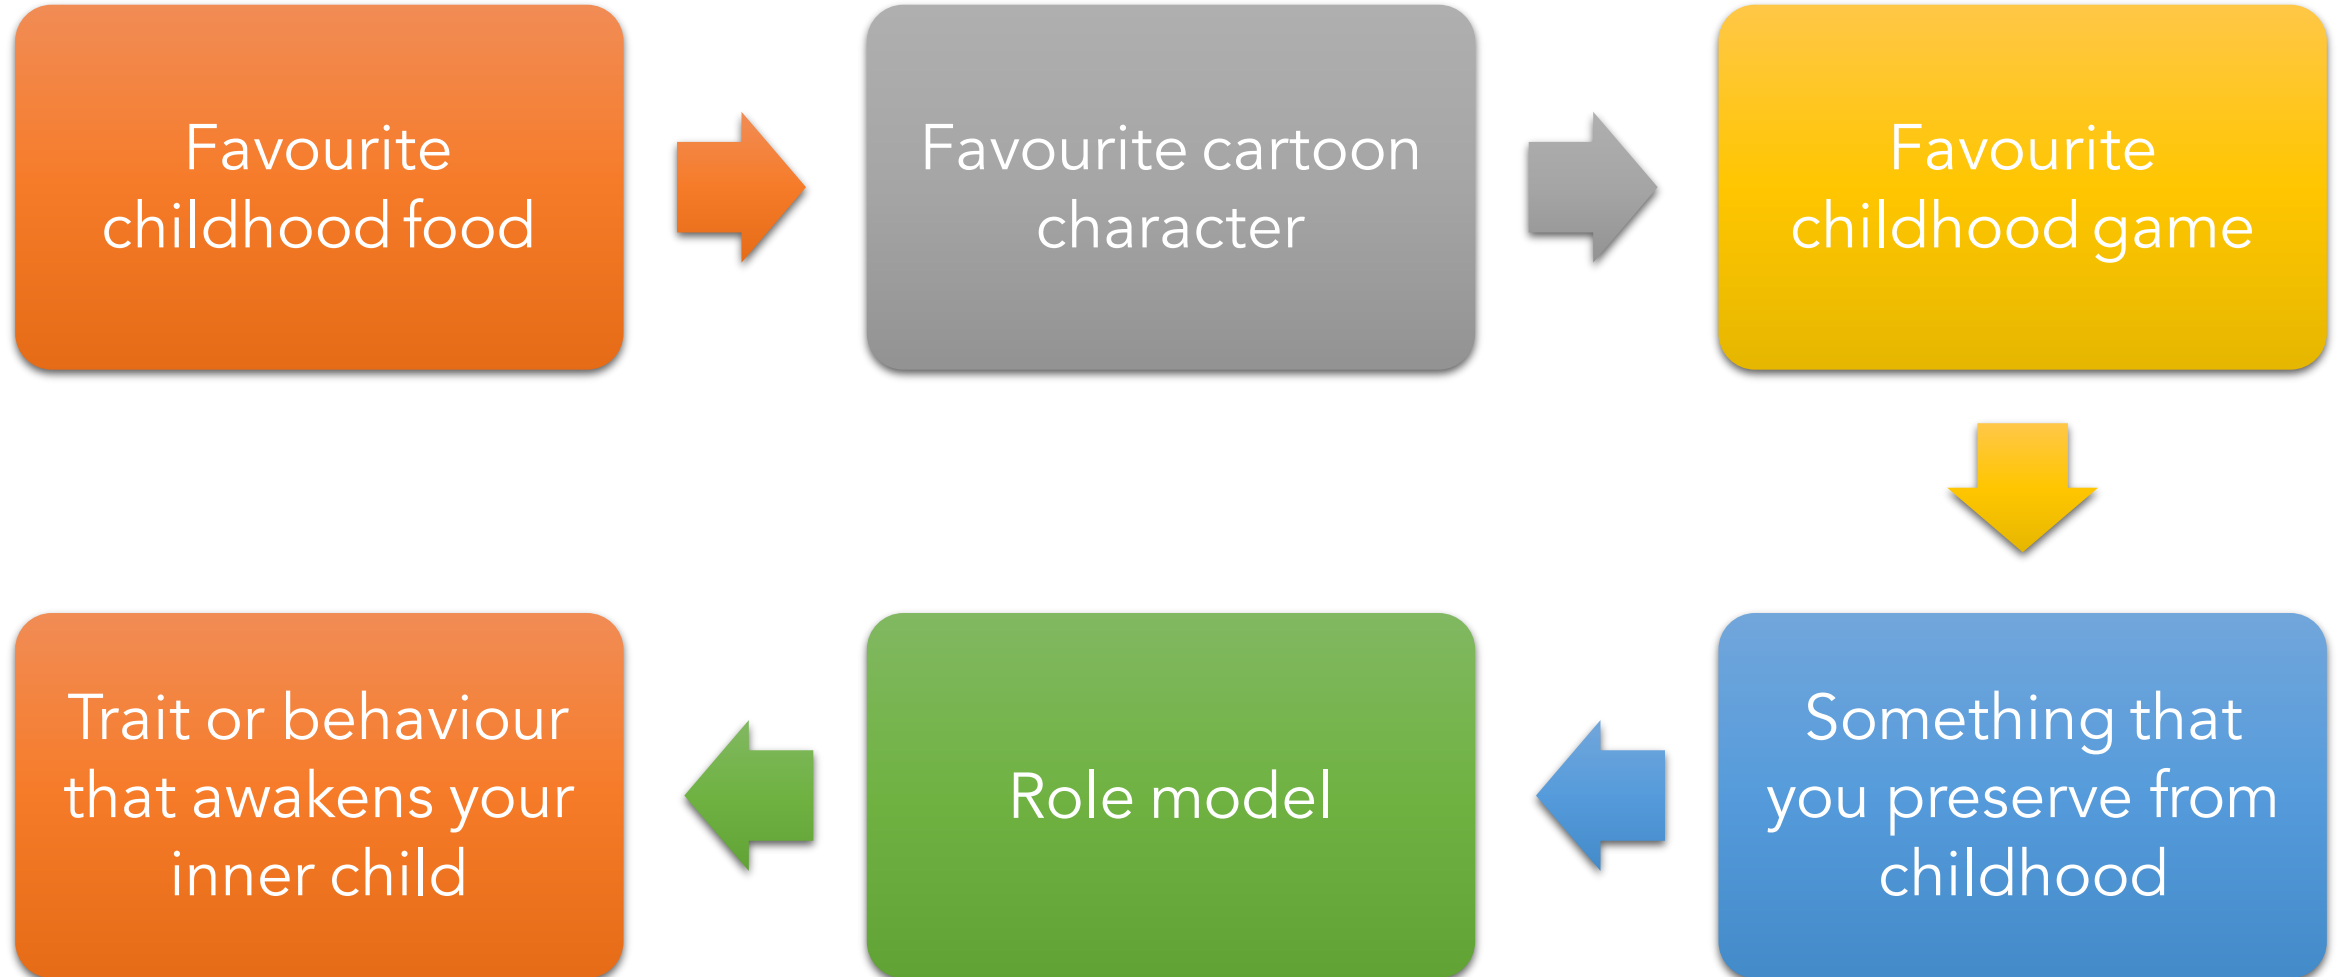 Favourite
childhood food
Favourite cartoon
character
Favourite
childhood game
Something that
you preserve from
childhood
Role model
Trait or behaviour
that awakens your
inner child